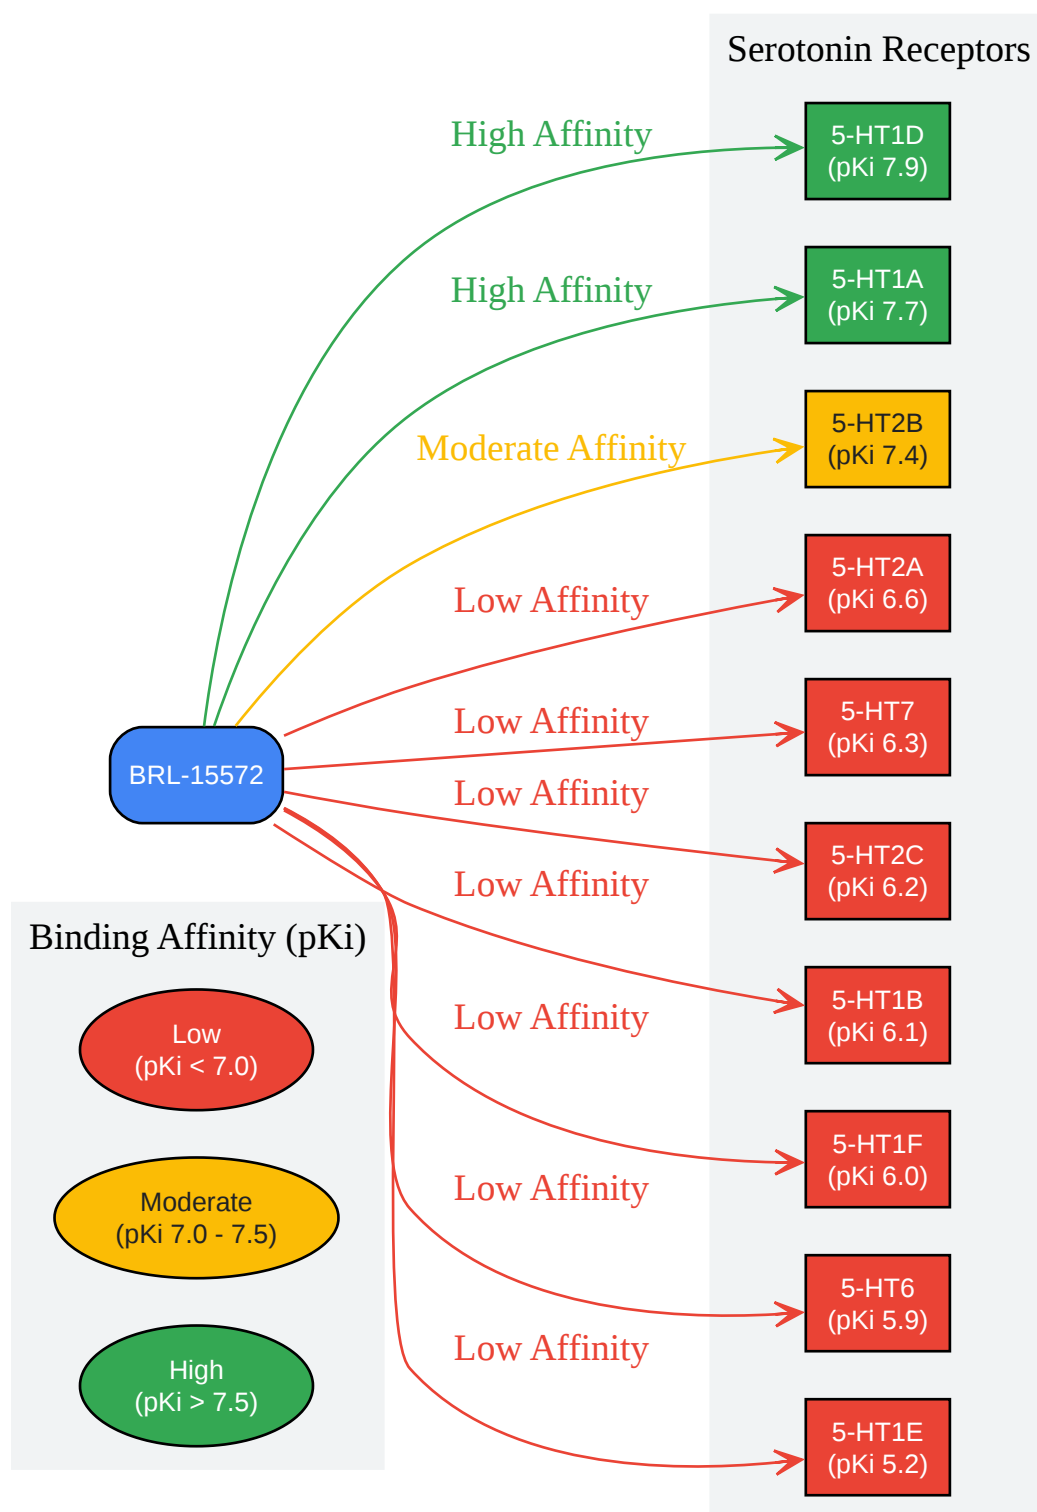 Serotonin Receptors
High Affinity
5-HT1D
(pKi 7.9)
High Affinity
5-HT1A
(pKi 7.7)
Moderate Affinity
5-HT2B
(pKi 7.4)
Low Affinity
5-HT2A
(pKi 6.6)
Low Affinity
5-HT7
(pKi 6.3)
BRL-15572
Low Affinity
5-HT2C
(pKi 6.2)
Low Affinity
5-HT1B
(pKi 6.1)
Low Affinity
5-HT1F
(pKi 6.0)
Low Affinity
5-HT6
(pKi 5.9)
Low Affinity
5-HT1E
(pKi 5.2)
Binding Affinity (pKi)
Low
(pKi < 7.0)
Moderate
(pKi 7.0 - 7.5)
High
(pKi > 7.5)